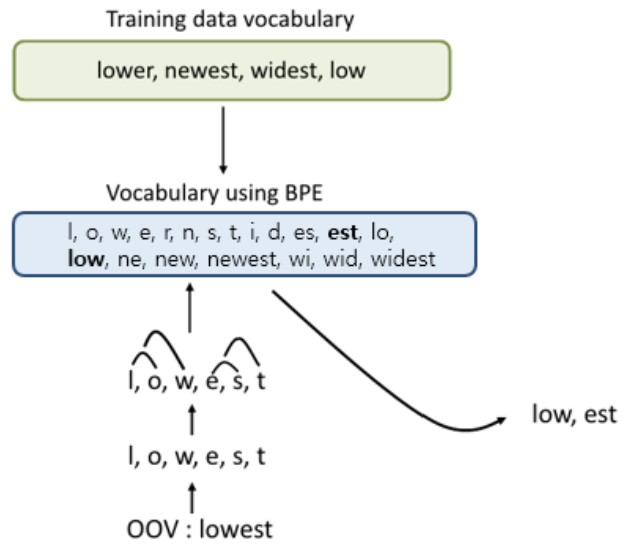 Training data vocabulary
lower, newest, widest, low
Vocabulary using BPE
l, o, w, e, r, n, s, t, i, d, es, est, lo,
low, ne, new, newest, wi, wid, widest
l, o, w, e, s, t
low, est
l, o, w, e, s, t
OOV : lowest